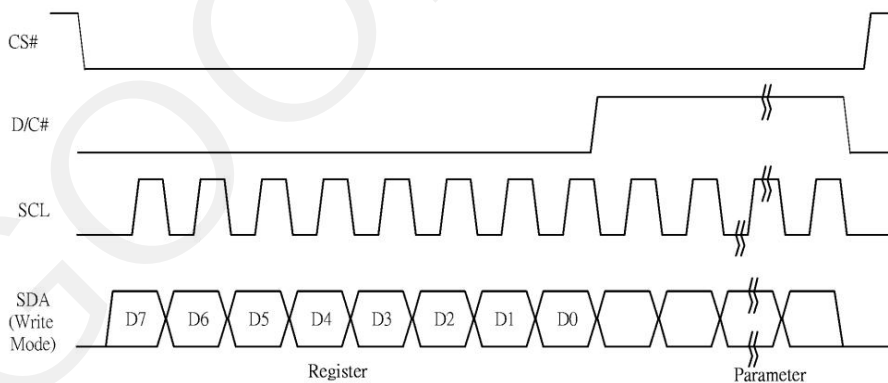 CS#
D/C#
SCL
SDA
(Write
Mode)
D7 D6 D5 D4 D3 D2 D1 D0
Register
Parameter